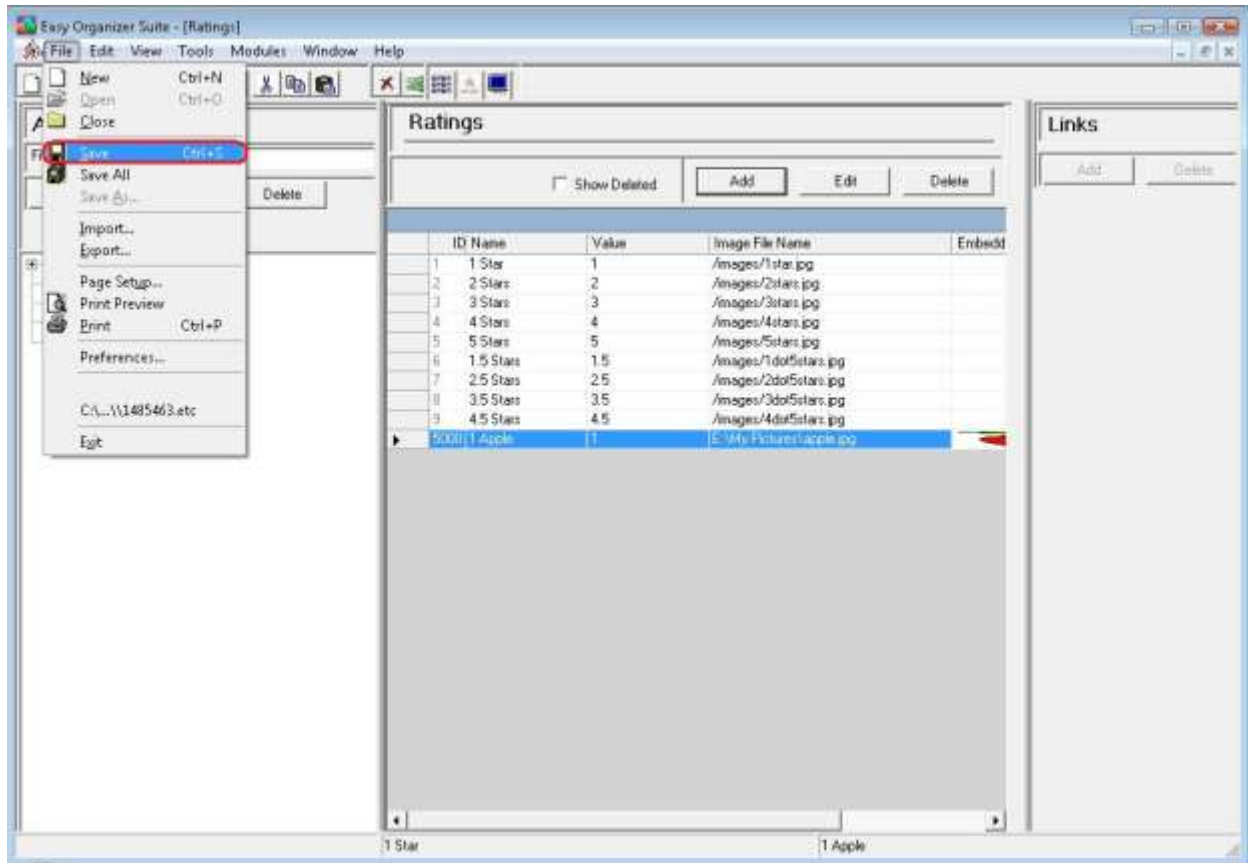 Easy Organizer Suite - [Ratings]
File Edit View Tools Modules Window Help
New Ctrl+N
Open Ctrl+O
Close
Save Ctrl+S
Save All
Save As...
Import...
Export...
Page Setup...
Print Preview
Print Ctrl+P
Preferences...
C:\...\\1485463.etc
Exit
Delete
Ratings
Show Deleted Add Edit Delete
ID Name Value Image File Name Embedd
1 1 Star 1 /images/1star.jpg
2 2 Stars 2 /images/2stars.jpg
3 3 Stars 3 /images/3stars.jpg
4 4 Stars 4 /images/4stars.jpg
5 5 Stars 5 /images/5stars.jpg
6 1.5 Stars 1.5 /images/1dot5stars.jpg
7 2.5 Stars 2.5 /images/2dot5stars.jpg
8 3.5 Stars 3.5 /images/3dot5stars.jpg
9 4.5 Stars 4.5 /images/4dot5stars.jpg
5000 1 Apple 1 E:\My Pictures\apple.jpg
Links
Add Delete
1 Star 1 Apple